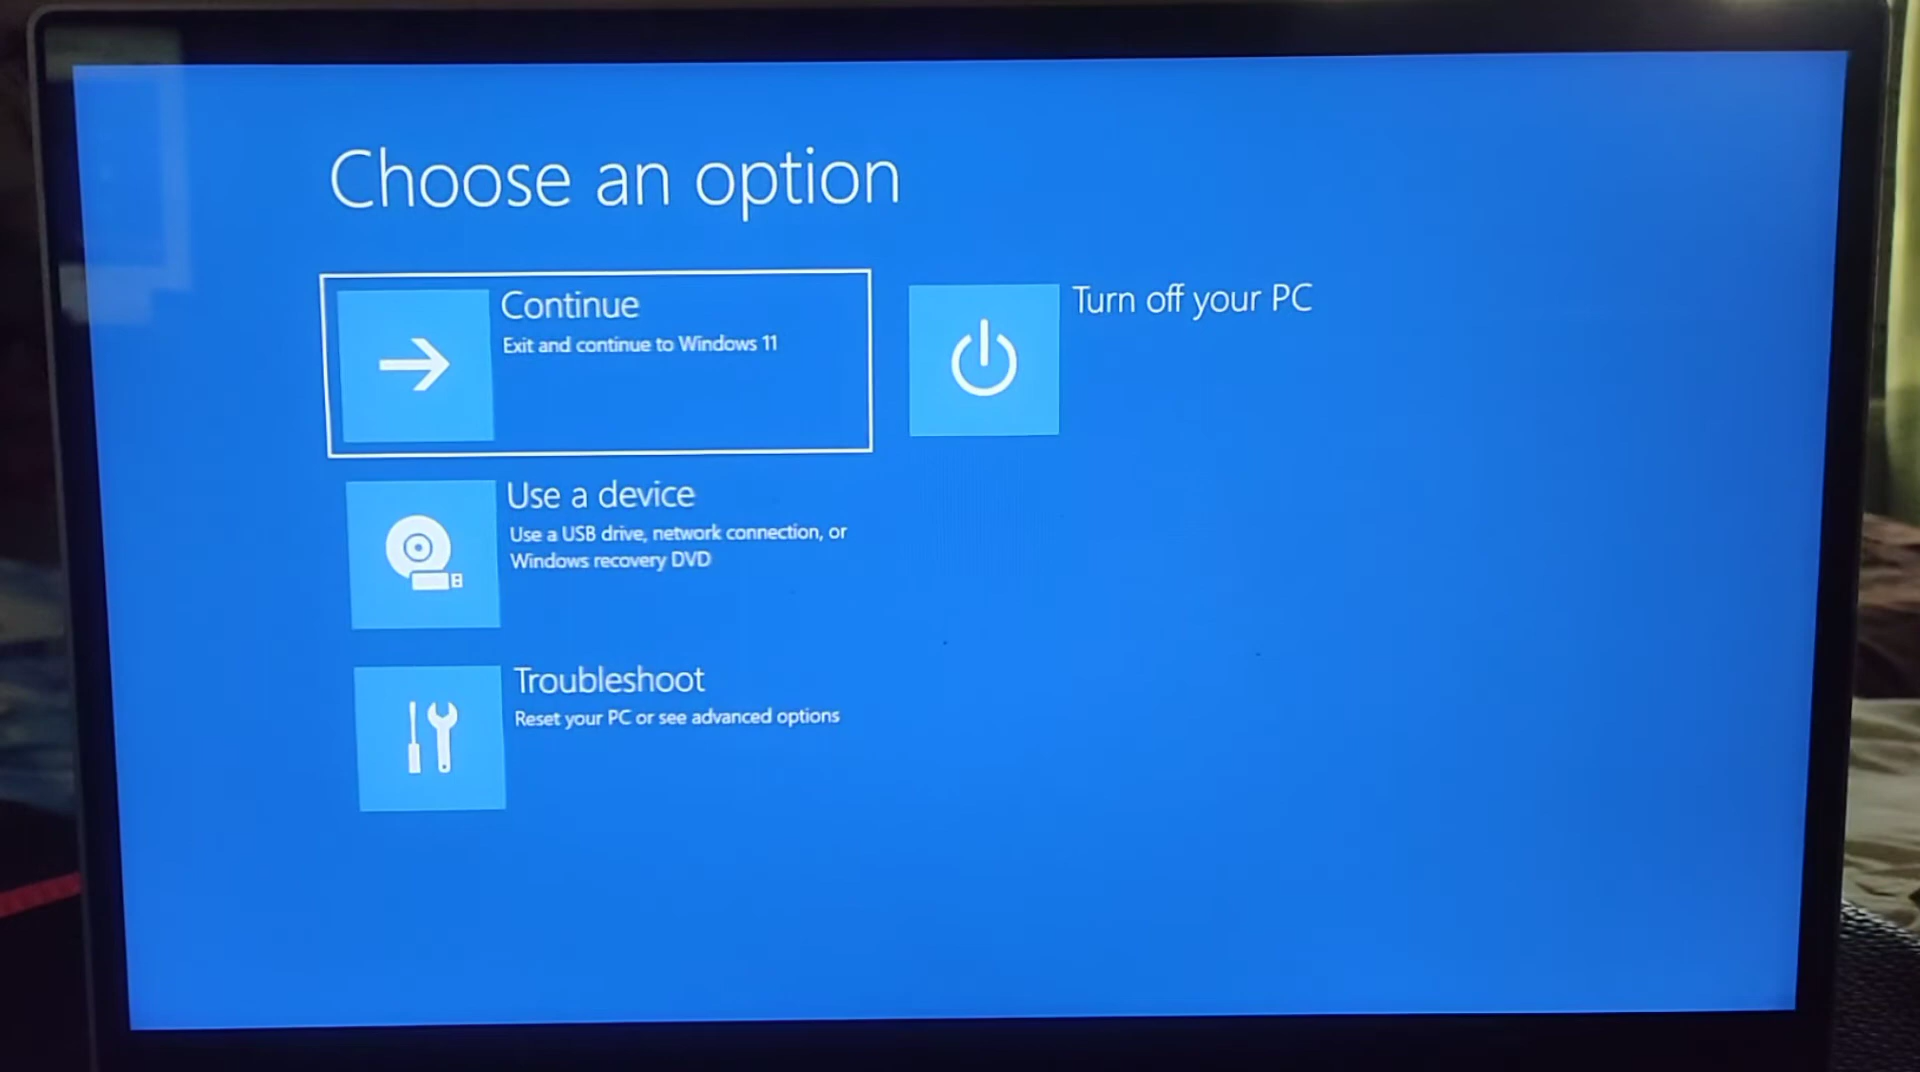 Choose an option
Continue
Exit and continue to Windows 11
Turn off your PC
Use a device
Use a USB drive, network connection, or
Windows recovery DVD
Troubleshoot
Reset your PC or see advanced options